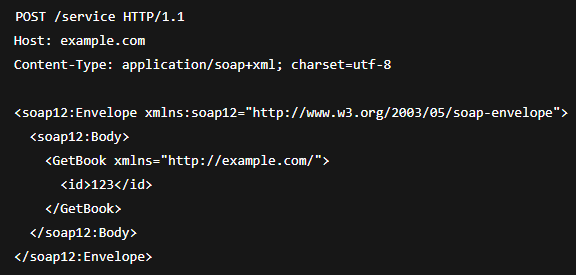 POST /service HTTP/1.1
Host: example.com
Content-Type: application/soap+xml; charset=utf-8

<soap12:Envelope xmlns:soap12="http://www.w3.org/2003/05/soap-envelope">
  <soap12:Body>
    <GetBook xmlns="http://example.com/">
      <id>123</id>
    </GetBook>
  </soap12:Body>
</soap12:Envelope>